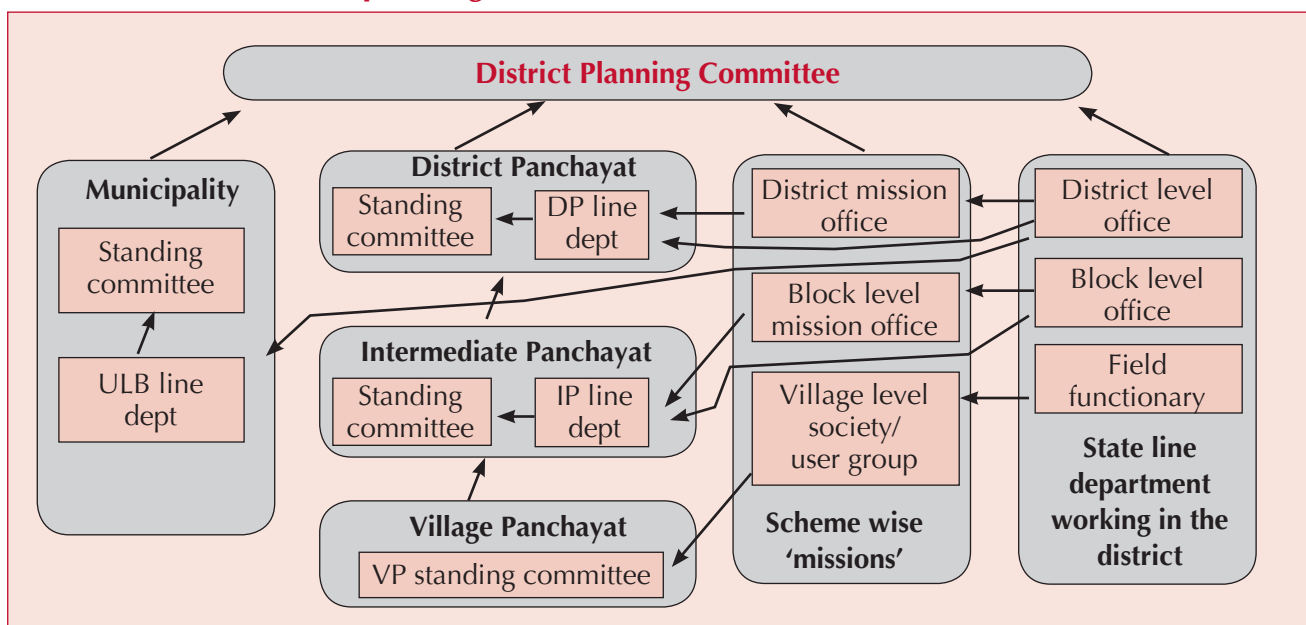 District Planning Committee
Municipality
Standing
committee
ULB line
dept
District Panchayat
Standing
committee
DP line
dept
Intermediate Panchayat
Standing
committee
IP line
dept
Village Panchayat
VP standing committee
District mission
office
Block level
mission office
Village level
society/
user group
Scheme wise
‘missions’
District level
office
Block level
office
Field
functionary
State line
department
working in the
district